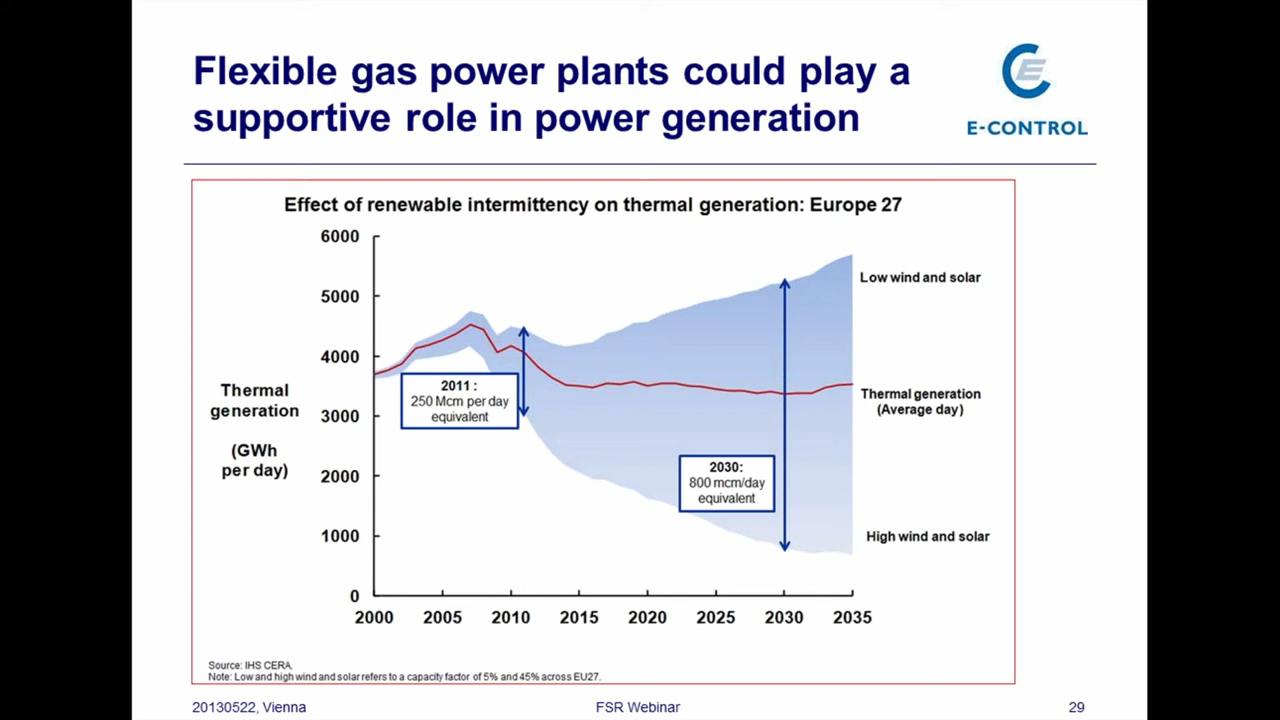 Flexible gas power plants could play a
supportive role in power generation
E-CONTROL
Effect of renewable intermittency on thermal generation: Europe 27
6000
5000
4000
3000
2000
1000
0
Thermal
generation
(GWh
per day)
2011 :
250 Mcm per day
equivalent
2030:
800 mcm/day
equivalent
Low wind and solar
Thermal generation
(Average day)
High wind and solar
2000 2005 2010 2015 2020 2025 2030 2035
Source: IHS CERA.
Note: Low and high wind and solar refers to a capacity factor of 5% and 45% across EU27.
20130522, Vienna FSR Webinar 29